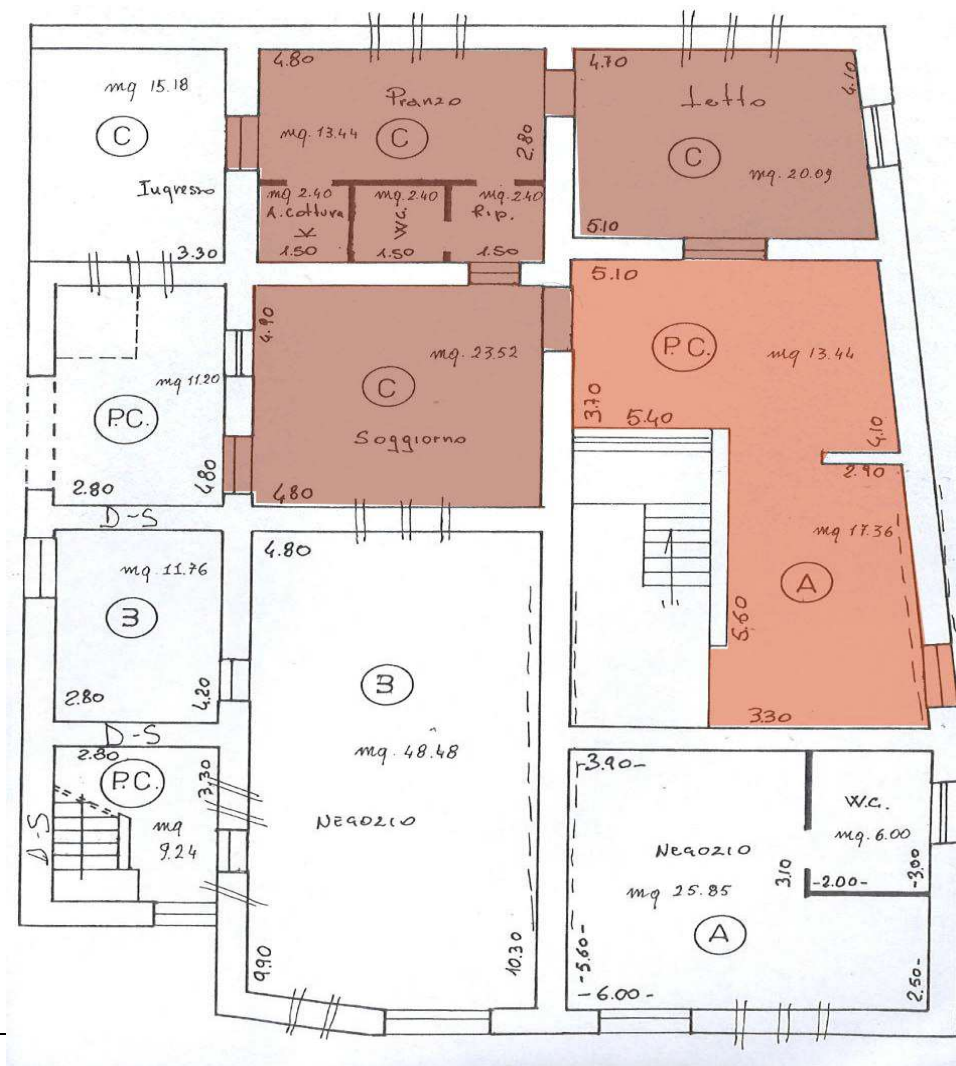 mq 15.18
C
Ingresso
3.30
4.80
Pranzo
mq. 13.44
C
2.80
mq 2.40
A. cottura
K
1.50
mq. 2.40
W.C.
1.50
mq. 2.40
Rip.
1.50
4.70
4.10
Letto
C
mq. 20.09
5.10
mq 11.20
P.C.
2.80
4.80
D-S
4.90
mq. 23.52
C
Soggiorno
4.80
5.10
P.C.
mq 13.44
3.70
5.40
4.10
2.90
mq 17.36
A
5.60
3.30
mq. 11.76
B
2.80
4.20
D-S
4.80
B
mq. 48.48
NEGOZIO
9.90
10.30
2.80
P.C.
3.30
mq
9.24
D-S
-3.90-
W.C.
mq. 6.00
Negozio
3.10
-2.00-
-3.00
mq 25.85
A
-5.60-
-6.00-
2.50-